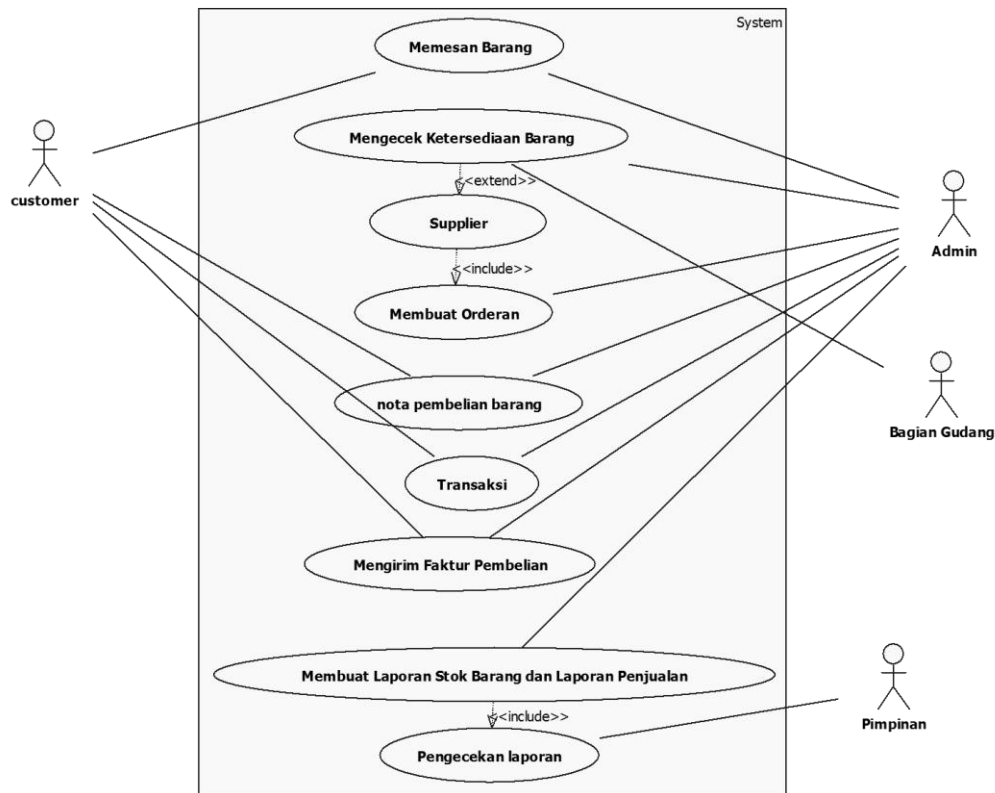 System
Memesan Barang
Mengecek Ketersediaan Barang
<<extend>>
customer
Supplier
Admin
<<include>>
Membuat Orderan
nota pembelian barang
Bagian Gudang
Transaksi
Mengirim Faktur Pembelian
Membuat Laporan Stok Barang dan Laporan Penjualan
<<include>>
Pimpinan
Pengecekan laporan